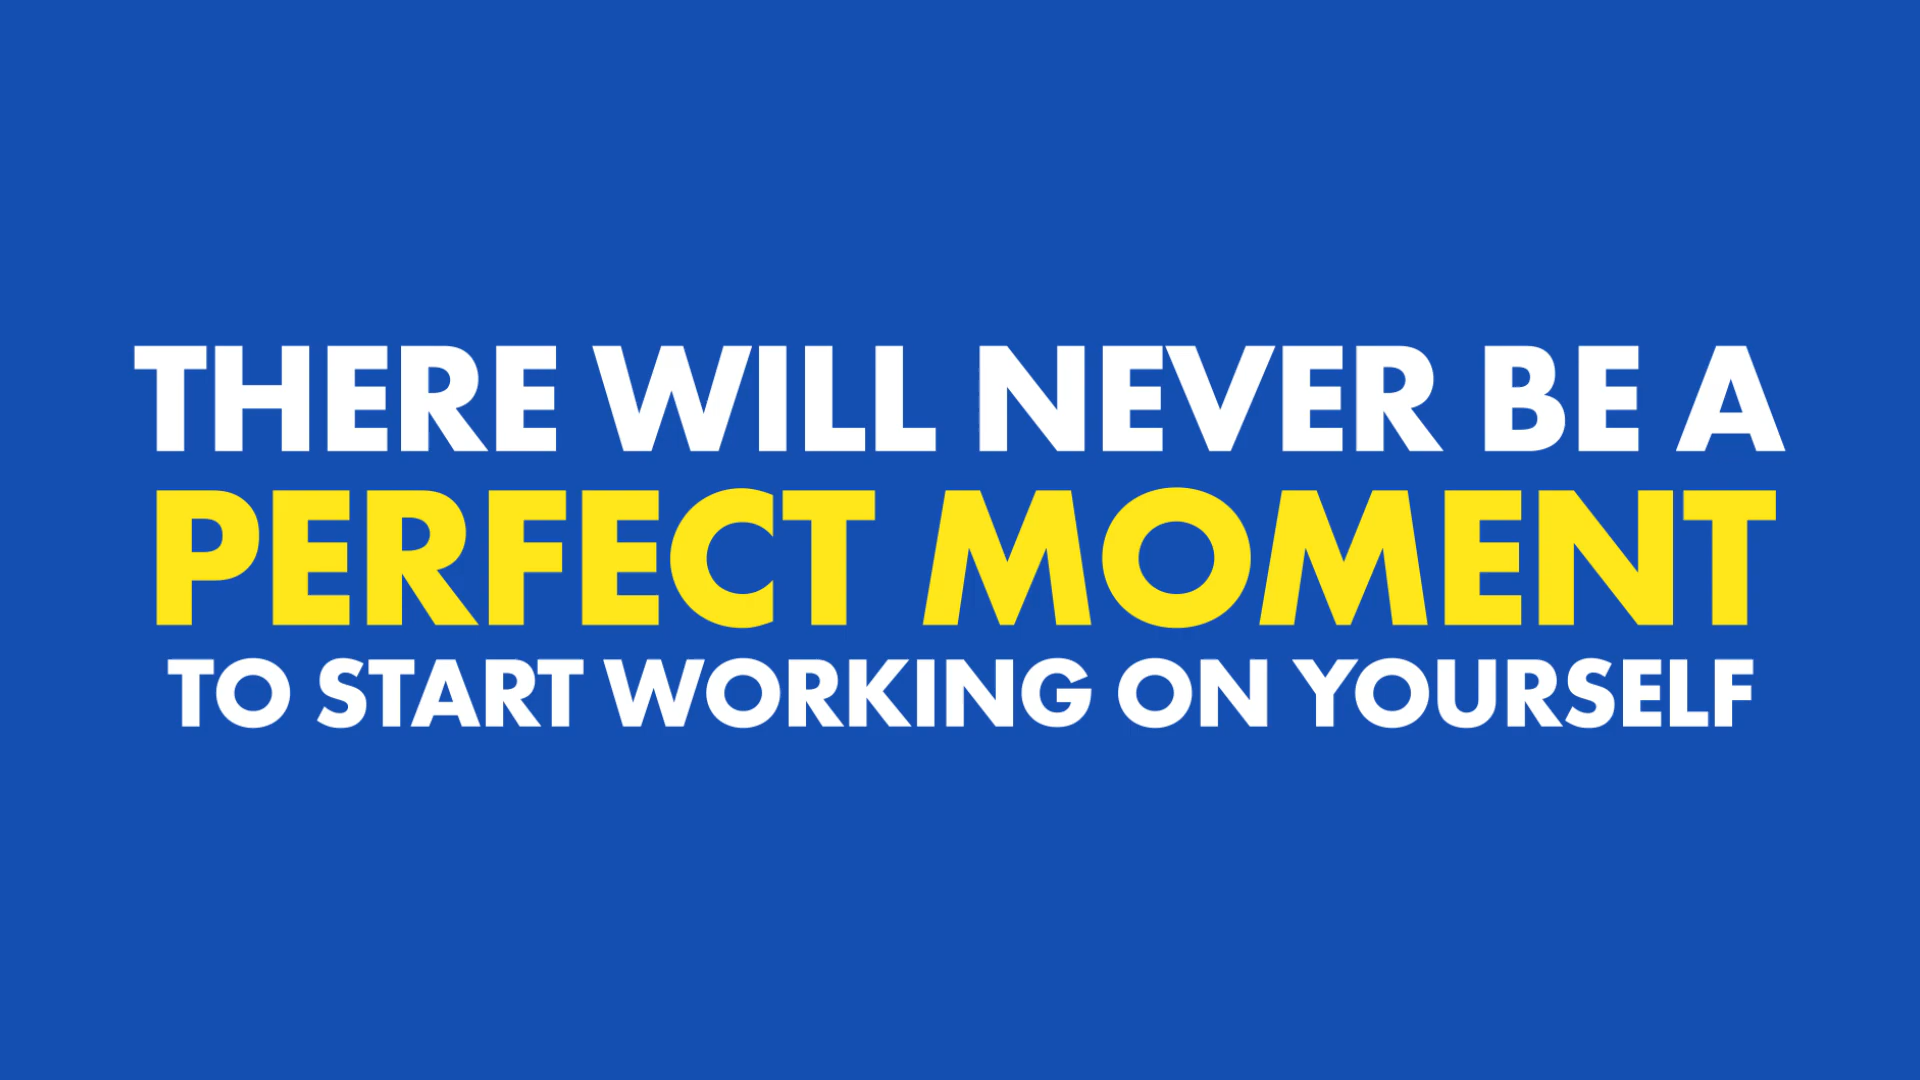 THERE WILL NEVER BE A
PERFECT MOMENT
TO START WORKING ON YOURSELF